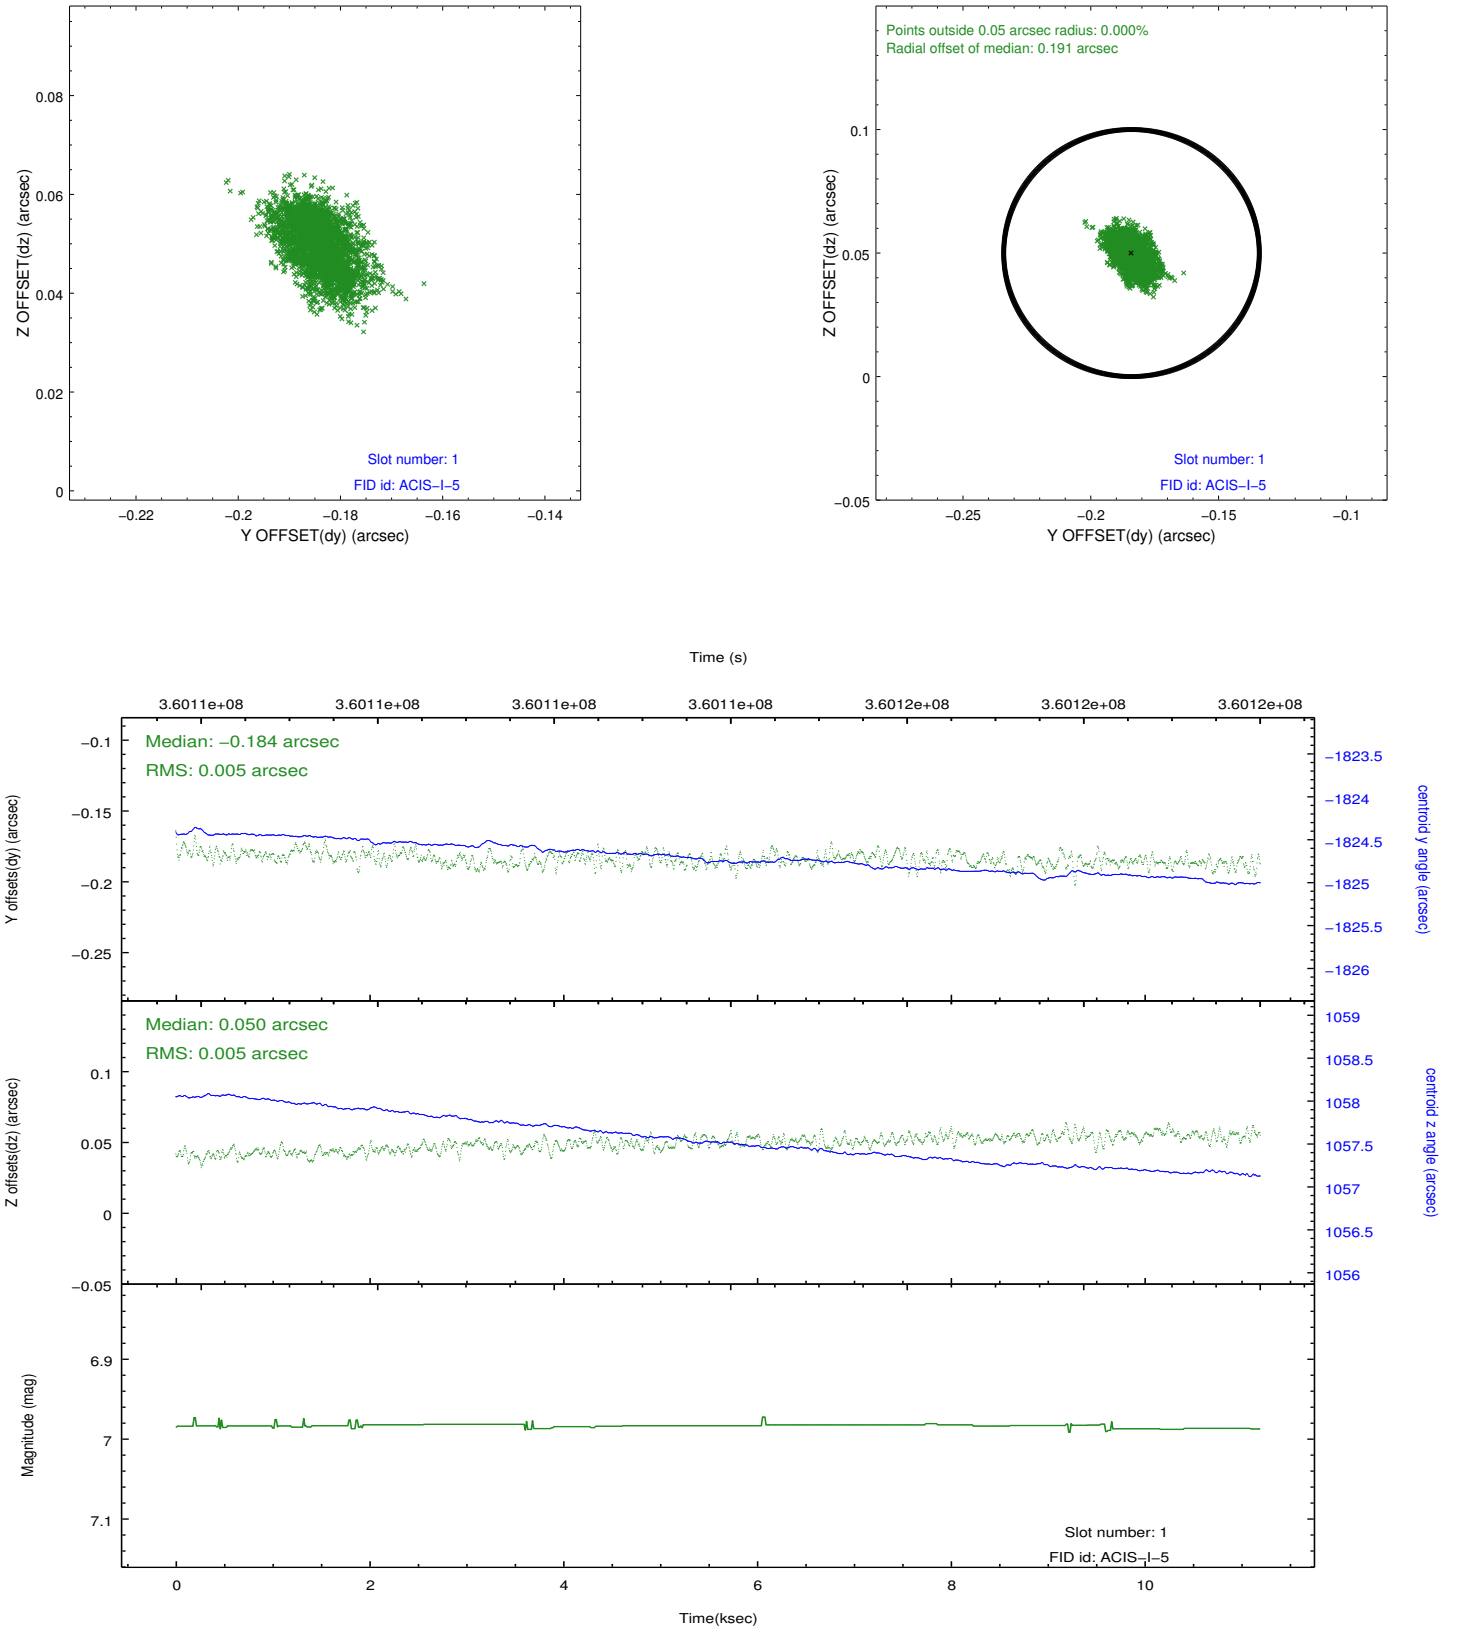 0.08
0.06
0.04
0.02
0
Z OFFSET(dz) (arcsec)
Slot number: 1
FID id: ACIS−I−5
−0.22 −0.2 −0.18 −0.16 −0.14
Y OFFSET(dy) (arcsec)
Points outside 0.05 arcsec radius: 0.000%
Radial offset of median: 0.191 arcsec
0.1
0.05
0
−0.05
Z OFFSET(dz) (arcsec)
Slot number: 1
FID id: ACIS−I−5
−0.25 −0.2 −0.15 −0.1
Y OFFSET(dy) (arcsec)
Time (s)
3.6011e+08 3.6011e+08 3.6011e+08 3.6011e+08 3.6012e+08 3.6012e+08 3.6012e+08
Median: −0.184 arcsec
RMS: 0.005 arcsec
−0.1
−0.15
−0.2
−0.25
Y offsets(dy) (arcsec)
−1823.5
−1824
−1824.5
−1825
−1825.5
−1826
centroid y angle (arcsec)
Median: 0.050 arcsec
RMS: 0.005 arcsec
0.1
0.05
0
−0.05
Z offsets(dz) (arcsec)
1059
1058.5
1058
1057.5
1057
1056.5
1056
centroid z angle (arcsec)
6.9
7
7.1
Magnitude (mag)
Slot number: 1
FID id: ACIS−I−5
0 2 4 6 8 10
Time(ksec)